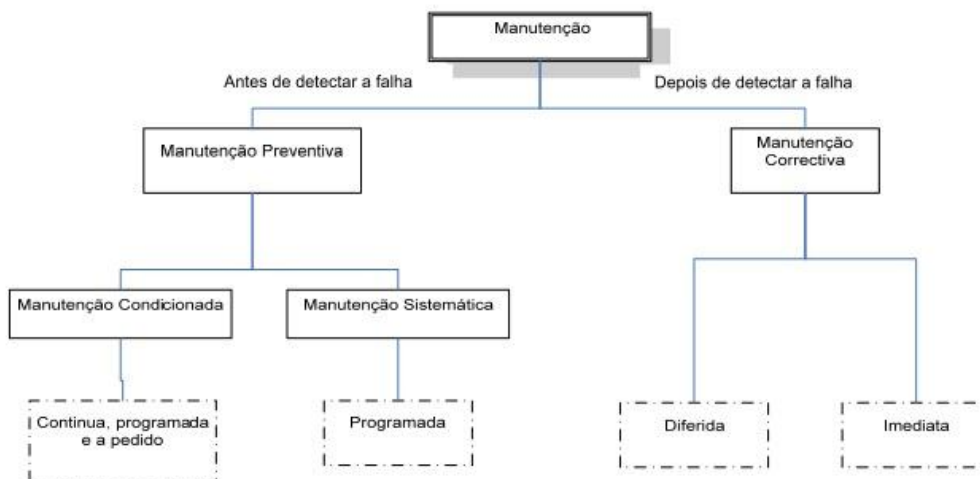 Manutenção
Antes de detectar a falha
Depois de detectar a falha
Manutenção Preventiva
Manutenção
Correctiva
Manutenção Condicionada
Manutenção Sistemática
Continua, programada
e a pedido
Programada
Diferida
Imediata